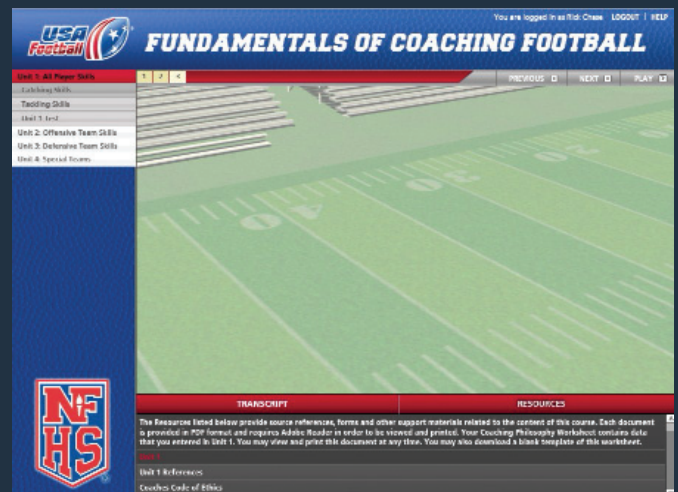 You are logged in as Rick Chase LOGOUT | HELP
USA Football
FUNDAMENTALS OF COACHING FOOTBALL
Unit 1: All Player Skills
Catching Skills
Tackling Skills
Unit 1 Test
Unit 2: Offensive Team Skills
Unit 3: Defensive Team Skills
Unit 4: Special Teams
1 2 <
PREVIOUS NEXT PLAY
40 30 20
TRANSCRIPT RESOURCES
The Resources listed below provide source references, forms and other support materials related to the content of this course. Each document
is provided in PDF format and requires Adobe Reader in order to be viewed and printed. Your Coaching Philosophy Worksheet contains data
that you entered in Unit 1. You may view and print this document at any time. You may also download a blank template of this worksheet.
Unit 1
Unit 1 References
Coaches Code of Ethics
NFHS